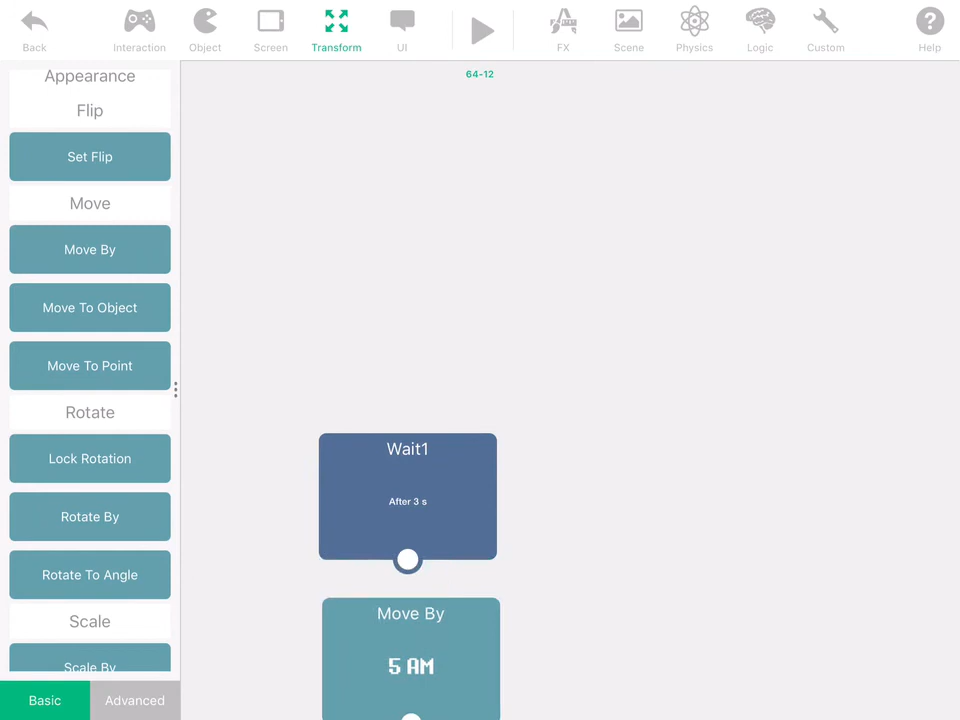 Back
Interaction
Object
Screen
Transform
UI
FX
Scene
Physics
Logic
Custom
Help
64-12
Appearance
Flip
Set Flip
Move
Move By
Move To Object
Move To Point
Rotate
Lock Rotation
Rotate By
Rotate To Angle
Scale
Scale By
Basic
Advanced
Wait1
After 3 s
Move By
5 AM